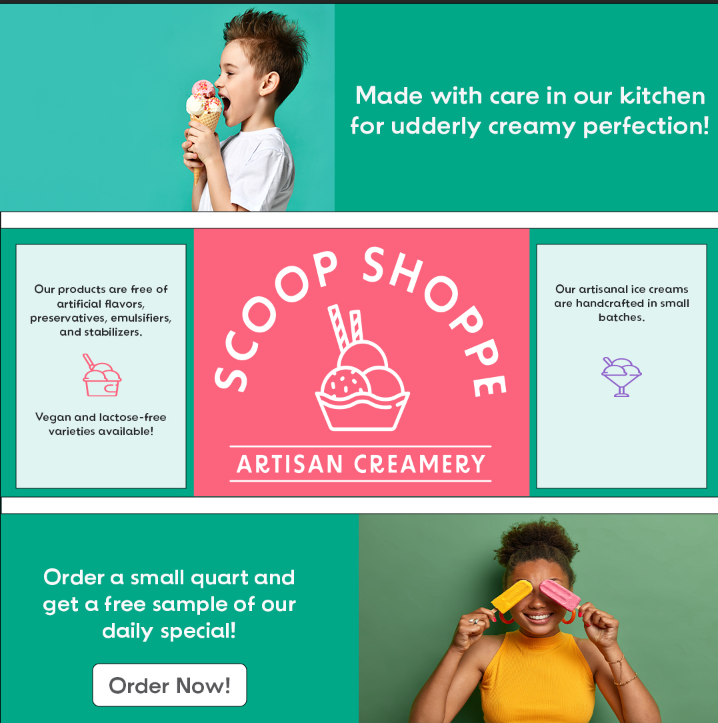 Made with care in our kitchen
for udderly creamy perfection!
Our products are free of
artificial flavors,
preservatives, emulsifiers,
and stabilizers.
Vegan and lactose-free
varieties available!
SCOOP SHOPPE
ARTISAN CREAMERY
Our artisanal ice creams
are handcrafted in small
batches.
Order a small quart and
get a free sample of our
daily special!
Order Now!